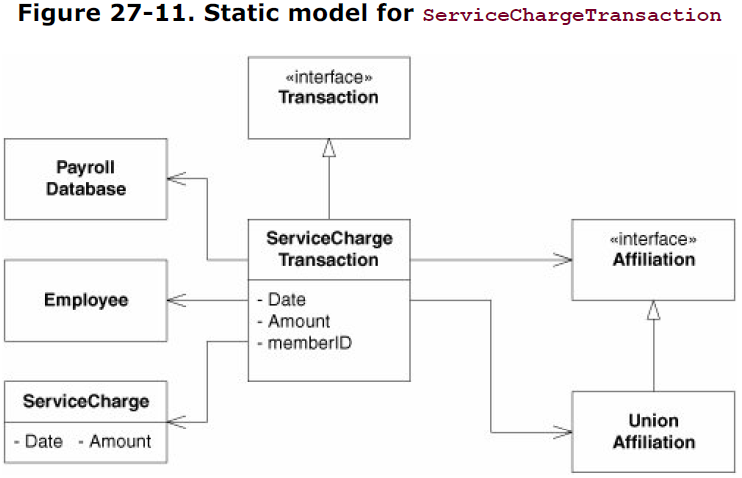 Figure 27-11. Static model for ServiceChargeTransaction
«interface»
Transaction
Payroll
Database
ServiceCharge
Transaction
- Date
- Amount
- memberID
«interface»
Affiliation
Employee
ServiceCharge
- Date - Amount
Union
Affiliation